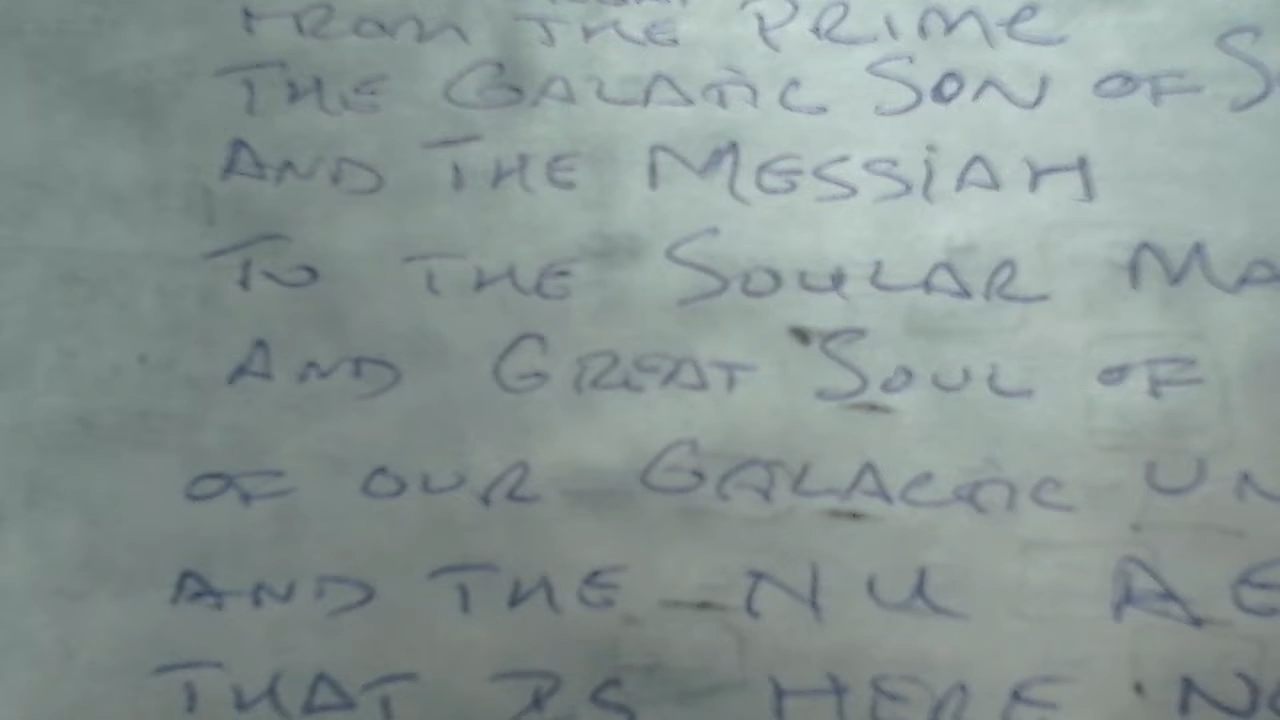 FROM THE PRIME
THE GALATIC SON OF
AND THE MESSIAH
TO THE SOULAR
AND GREAT SOUL OF
OF OUR GALACTIC
AND THE NU
THAT IS HERE